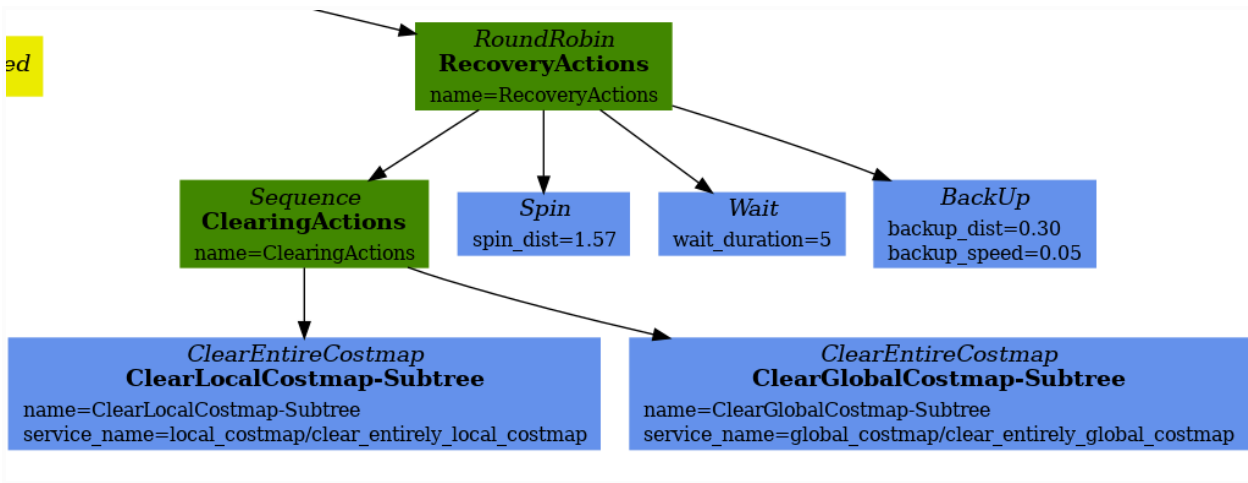 ed
RoundRobin
RecoveryActions
name=RecoveryActions
Sequence
ClearingActions
name=ClearingActions
Spin
spin_dist=1.57
Wait
wait_duration=5
BackUp
backup_dist=0.30
backup_speed=0.05
ClearEntireCostmap
ClearLocalCostmap-Subtree
name=ClearLocalCostmap-Subtree
service_name=local_costmap/clear_entirely_local_costmap
ClearEntireCostmap
ClearGlobalCostmap-Subtree
name=ClearGlobalCostmap-Subtree
service_name=global_costmap/clear_entirely_global_costmap